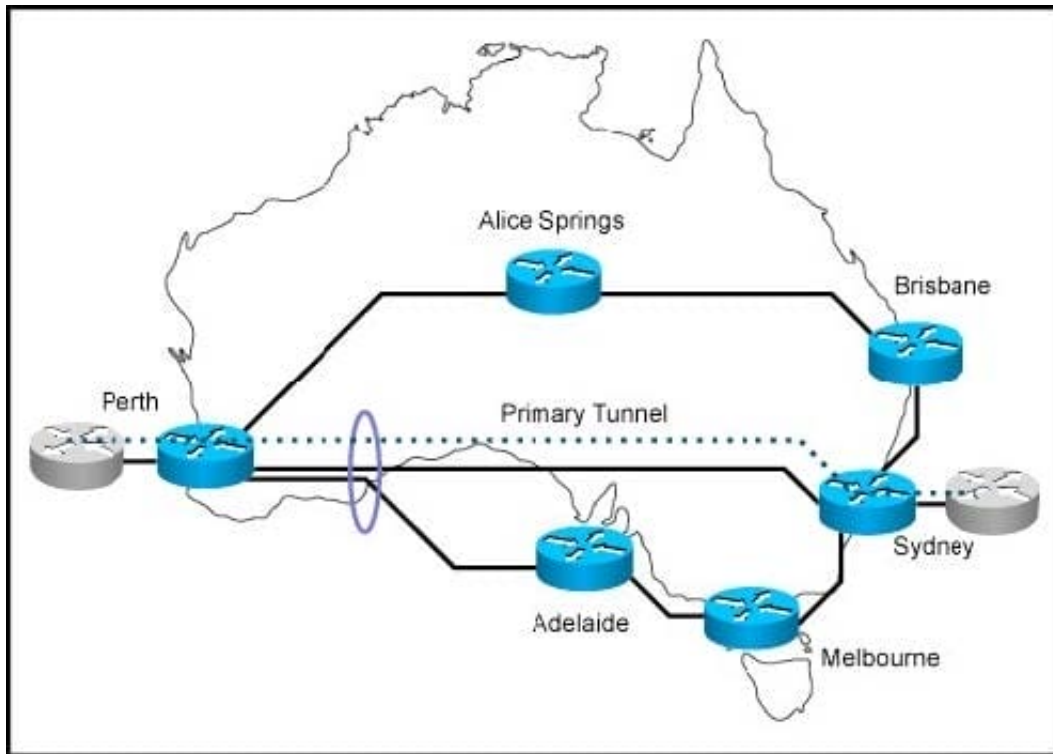 Alice Springs
Brisbane
Perth
Primary Tunnel
Sydney
Adelaide
Melbourne